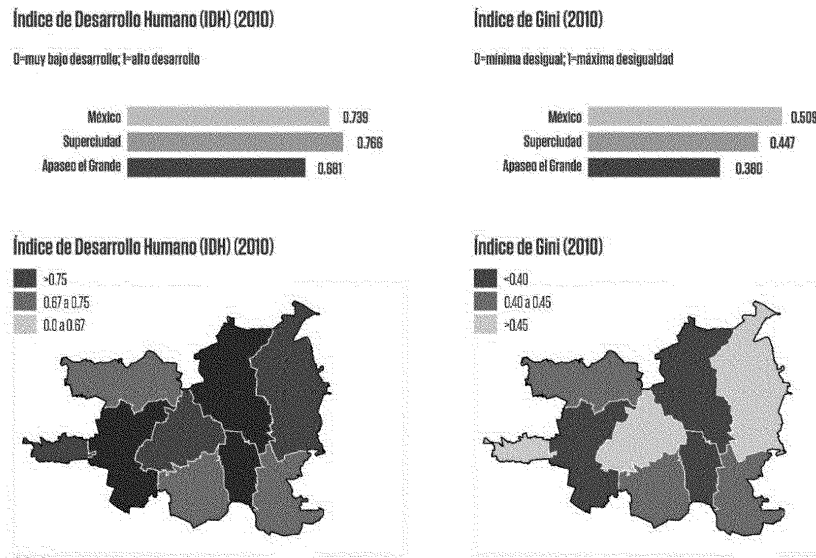 Índice de Desarrollo Humano (IDH) (2010)
0=muy bajo desarrollo; 1=alto desarrollo
México 0.739
Superciudad 0.766
Apaseo el Grande 0.681
Índice de Gini (2010)
0=mínima desigual; 1=máxima desigualdad
México 0.509
Superciudad 0.447
Apaseo el Grande 0.380
Índice de Desarrollo Humano (IDH) (2010)
>0.75
0.67 a 0.75
0.0 a 0.67
Índice de Gini (2010)
<0.40
0.40 a 0.45
>0.45